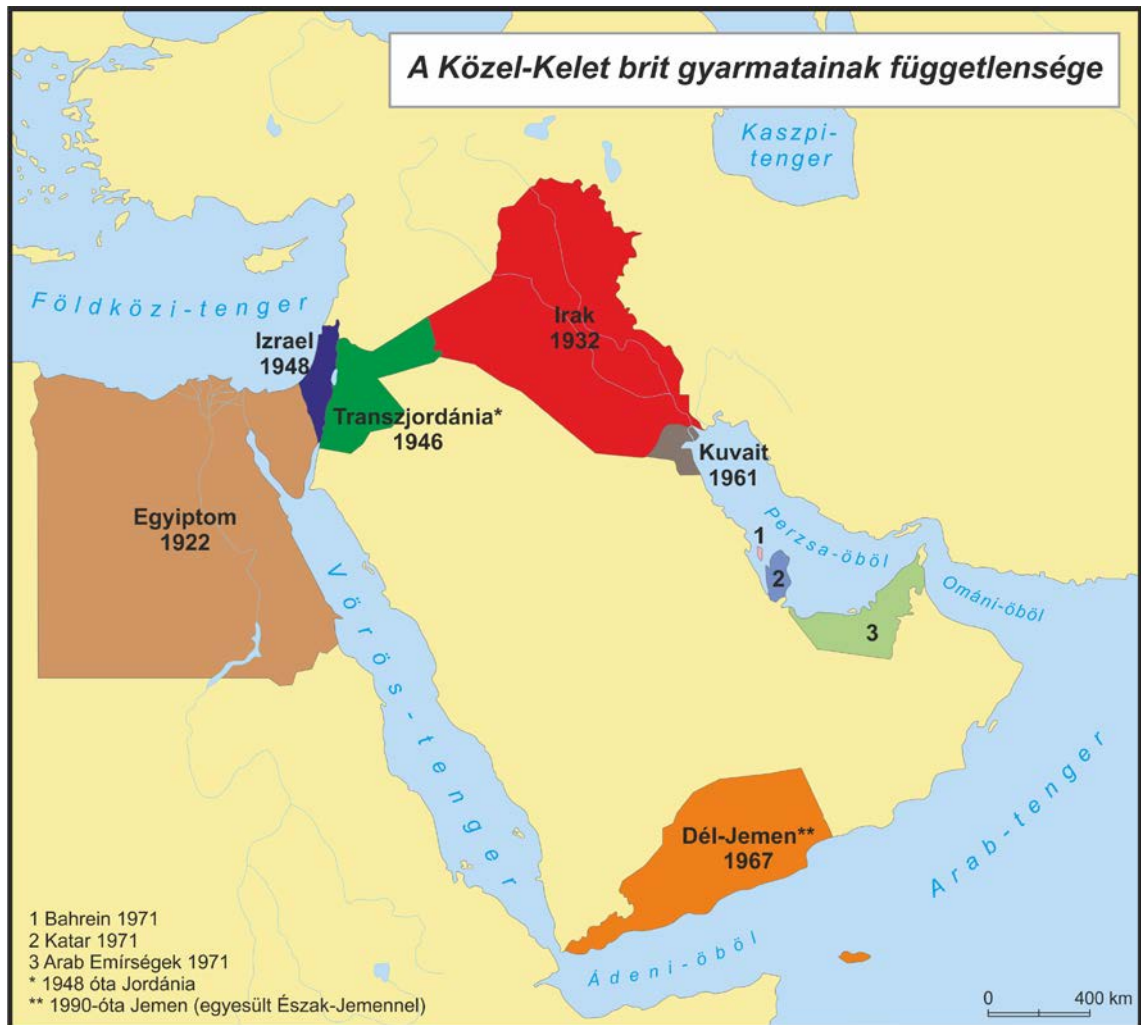 A Közel-Kelet brit gyarmatainak függetlensége
Kaszpi-
tenger
Földközi-tenger
Izrael
1948
Irak
1932
Transzjordánia*
1946
Kuvait
1961
Egyiptom
1922
Perzsa-öböl
1
2
3
Ománi-öböl
Vörös-tenger
Arab-tenger
Dél-Jemen**
1967
Ádeni-öböl
1 Bahrein 1971
2 Katar 1971
3 Arab Emírségek 1971
* 1948 óta Jordánia
** 1990-óta Jemen (egyesült Észak-Jemennel)
0 400 km